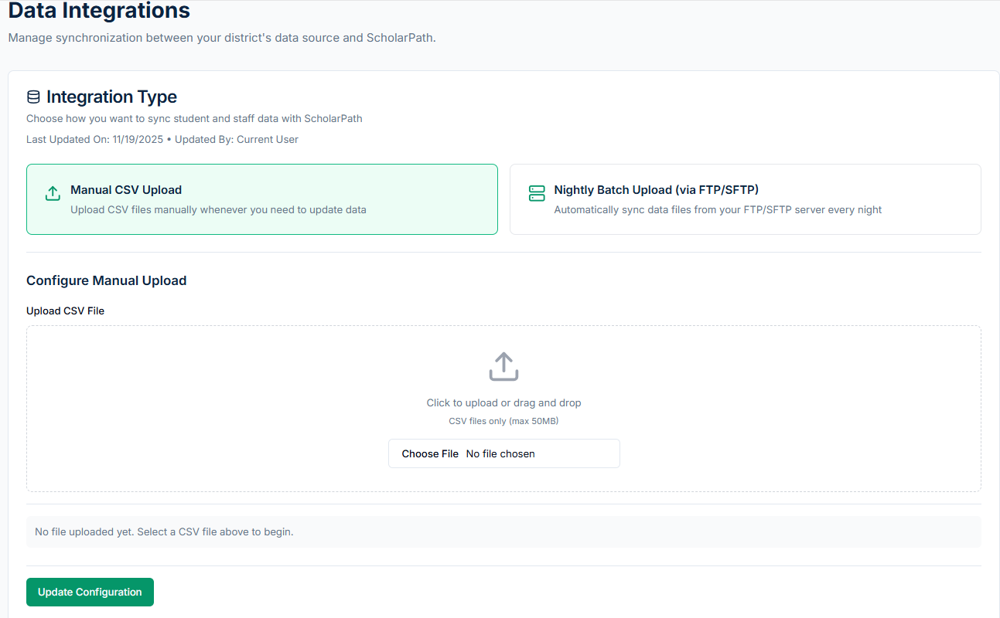 Data Integrations
Manage synchronization between your district's data source and ScholarPath.
Integration Type
Choose how you want to sync student and staff data with ScholarPath
Last Updated On: 11/19/2025 • Updated By: Current User
Manual CSV Upload
Upload CSV files manually whenever you need to update data
Nightly Batch Upload (via FTP/SFTP)
Automatically sync data files from your FTP/SFTP server every night
Configure Manual Upload
Upload CSV File
Click to upload or drag and drop
CSV files only (max 50MB)
Choose File No file chosen
No file uploaded yet. Select a CSV file above to begin.
Update Configuration